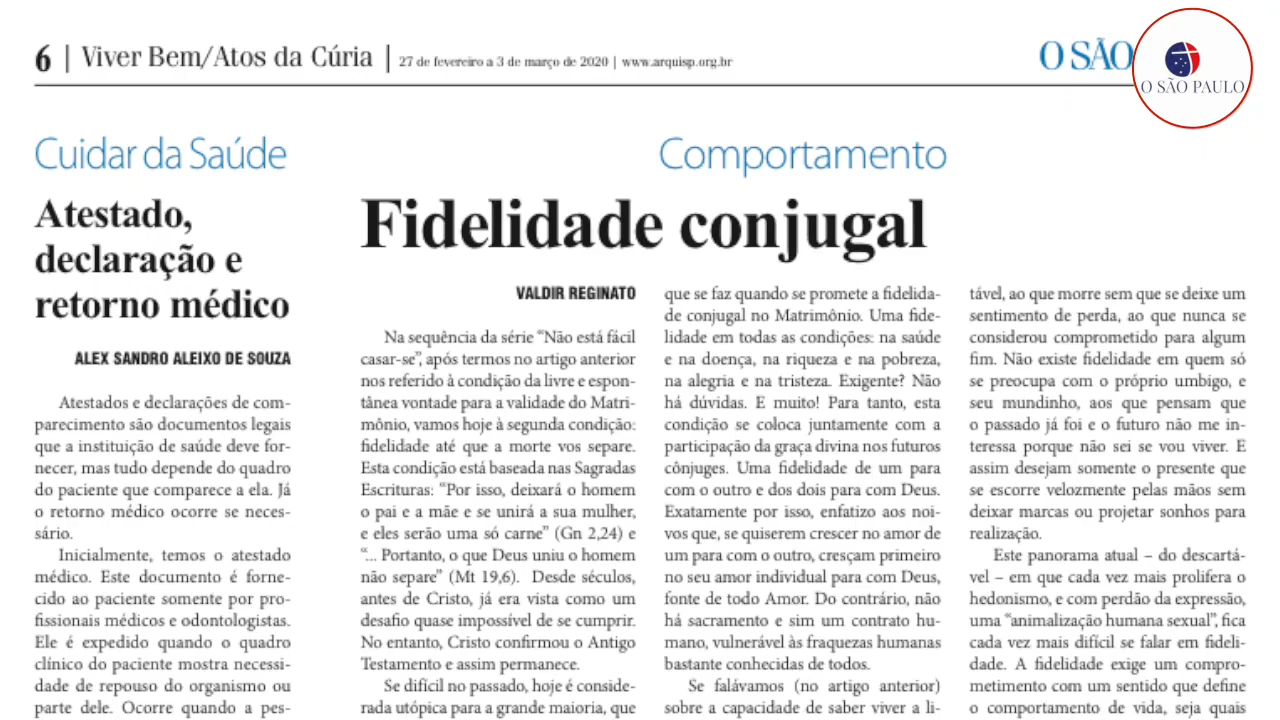 6 | Viver Bem/Atos da Cúria | 27 de fevereiro a 3 de março de 2020 | www.arquisp.org.br
O SÃO
O SÃO PAULO
Cuidar da Saúde
Atestado,
declaração e
retorno médico
ALEX SANDRO ALEIXO DE SOUZA
Atestados e declarações de com-
parecimento são documentos legais
que a instituição de saúde deve for-
necer, mas tudo depende do quadro
do paciente que comparece a ela. Já
o retorno médico ocorre se neces-
sário.
Inicialmente, temos o atestado
médico. Este documento é forne-
cido ao paciente somente por pro-
fissionais médicos e odontologistas.
Ele é expedido quando o quadro
clínico do paciente mostra necessi-
dade de repouso do organismo ou
parte dele. Ocorre quando a pes-
Comportamento
Fidelidade conjugal
VALDIR REGINATO
Na sequência da série “Não está fácil
casar-se”, após termos no artigo anterior
nos referido à condição da livre e espon-
tânea vontade para a validade do Matri-
mônio, vamos hoje à segunda condição:
fidelidade até que a morte vos separe.
Esta condição está baseada nas Sagradas
Escrituras: “Por isso, deixará o homem
o pai e a mãe e se unirá a sua mulher,
e eles serão uma só carne” (Gn 2,24) e
“... Portanto, o que Deus uniu o homem
não separe” (Mt 19,6). Desde séculos,
antes de Cristo, já era vista como um
desafio quase impossível de se cumprir.
No entanto, Cristo confirmou o Antigo
Testamento e assim permanece.
Se difícil no passado, hoje é conside-
rada utópica para a grande maioria, que
que se faz quando se promete a fidelida-
de conjugal no Matrimônio. Uma fide-
lidade em todas as condições: na saúde
e na doença, na riqueza e na pobreza,
na alegria e na tristeza. Exigente? Não
há dúvidas. E muito! Para tanto, esta
condição se coloca juntamente com a
participação da graça divina nos futuros
cônjuges. Uma fidelidade de um para
com o outro e dos dois para com Deus.
Exatamente por isso, enfatizo aos noi-
vos que, se quiserem crescer no amor de
um para com o outro, cresçam primeiro
no seu amor individual para com Deus,
fonte de todo Amor. Do contrário, não
há sacramento e sim um contrato hu-
mano, vulnerável às fraquezas humanas
bastante conhecidas de todos.
Se falávamos (no artigo anterior)
sobre a capacidade de saber viver a li-
tável, ao que morre sem que se deixe um
sentimento de perda, ao que nunca se
considerou comprometido para algum
fim. Não existe fidelidade em quem só
se preocupa com o próprio umbigo, e
seu mundinho, aos que pensam que
o passado já foi e o futuro não me in-
teressa porque não sei se vou viver. E
assim desejam somente o presente que
se escorre velozmente pelas mãos sem
deixar marcas ou projetar sonhos para
realização.
Este panorama atual – do descartá-
vel – em que cada vez mais prolifera o
hedonismo, e com perdão da expressão,
uma “animalização humana sexual”, fica
cada vez mais difícil se falar em fideli-
dade. A fidelidade exige um compro-
metimento com um sentido que define
o comportamento de vida, seja quais